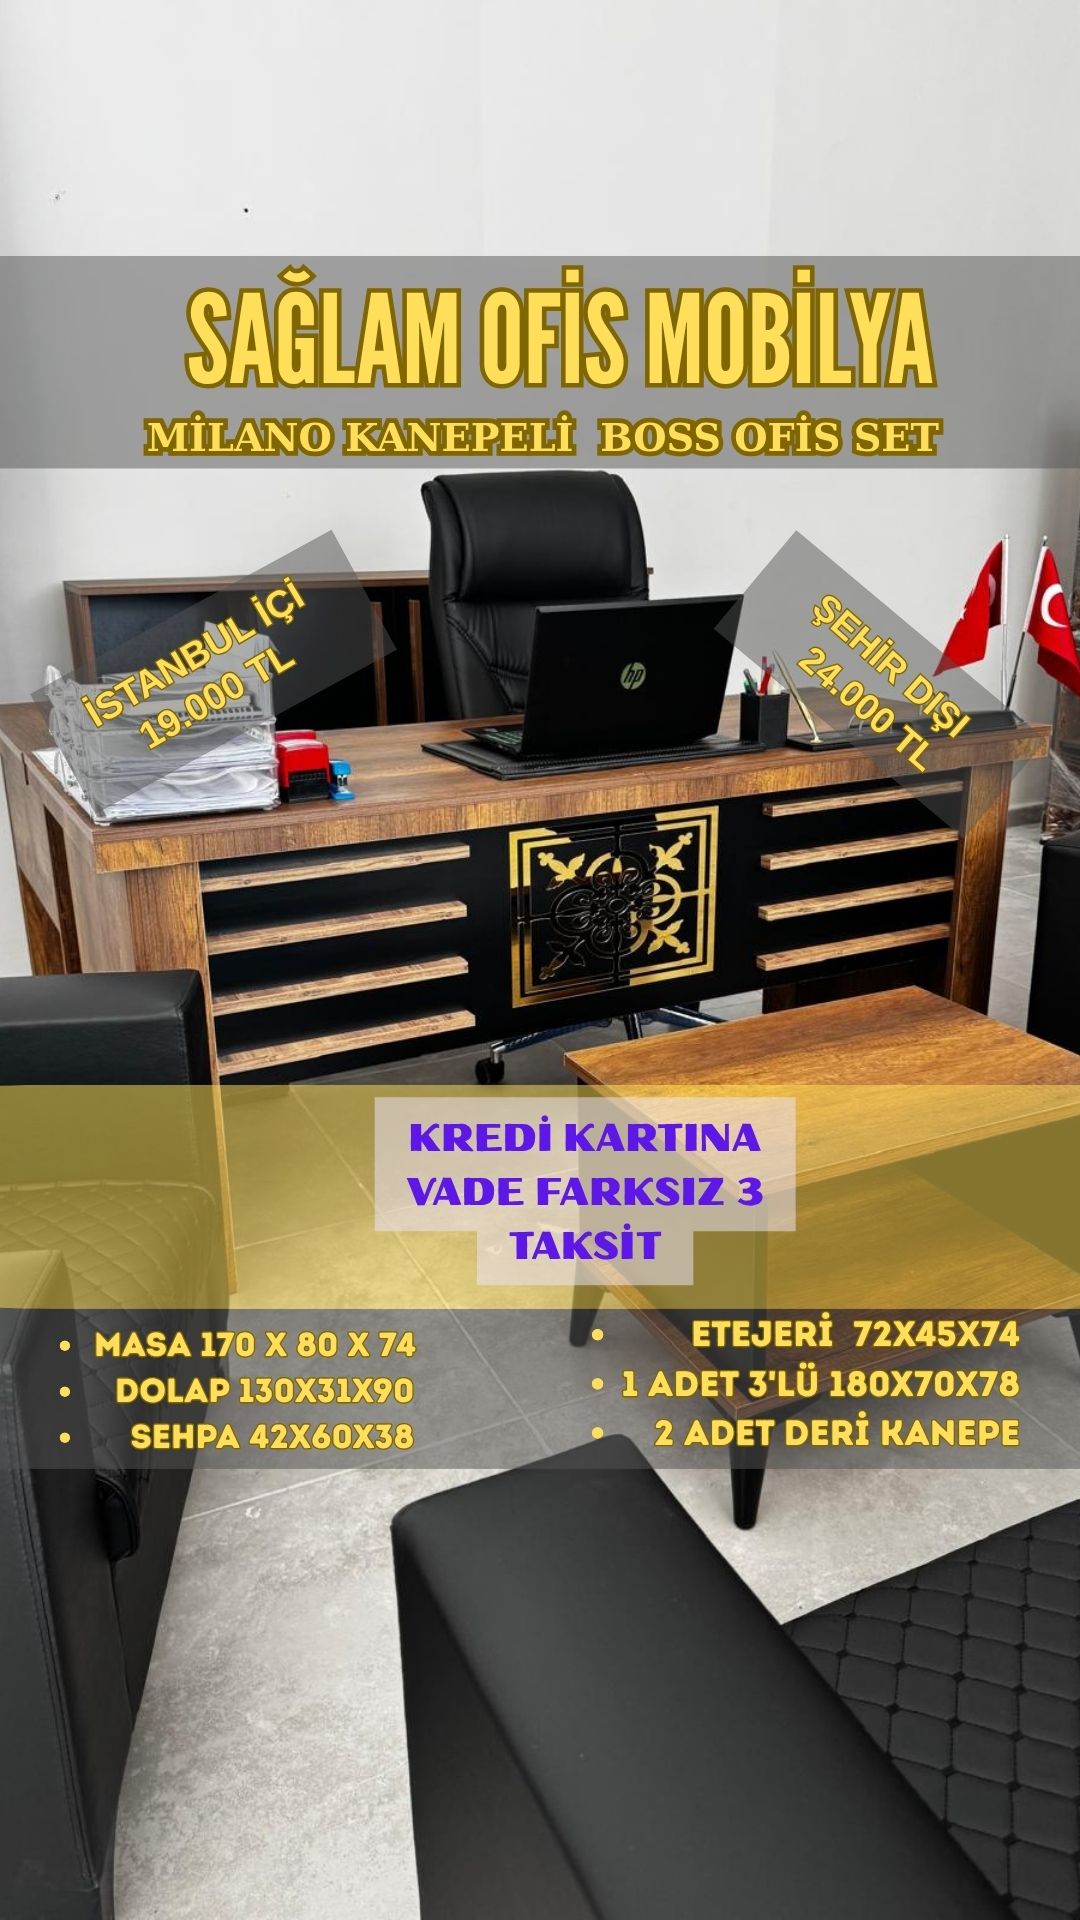 SAĞLAM OFİS MOBİLYA
MİLANO KANEPELİ BOSS OFİS SET
İSTANBUL İÇİ
19.000 TL
ŞEHİR DIŞI
24.000 TL
hp
KREDİ KARTINA
VADE FARKSIZ 3
TAKSİT
• MASA 170 X 80 X 74
• DOLAP 130X31X90
• SEHPA 42X60X38
• ETEJERİ 72X45X74
• 1 ADET 3'LÜ 180X70X78
• 2 ADET DERİ KANEPE